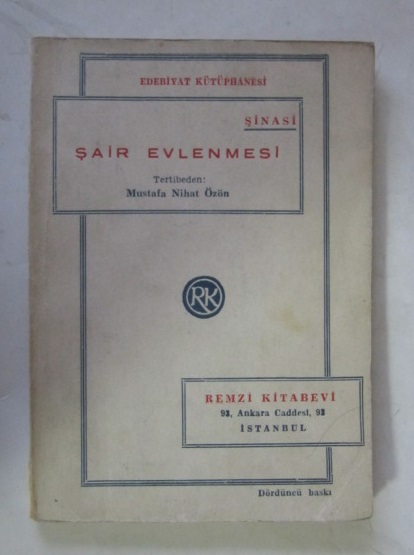 EDEBİYAT KÜTÜPHANESİ
ŞİNASİ
ŞAİR EVLENMESİ
Tertibeden:
Mustafa Nihat Özön
RK
REMZİ KİTABEVİ
93, Ankara Caddesi, 93
İSTANBUL
Dördüncü baskı